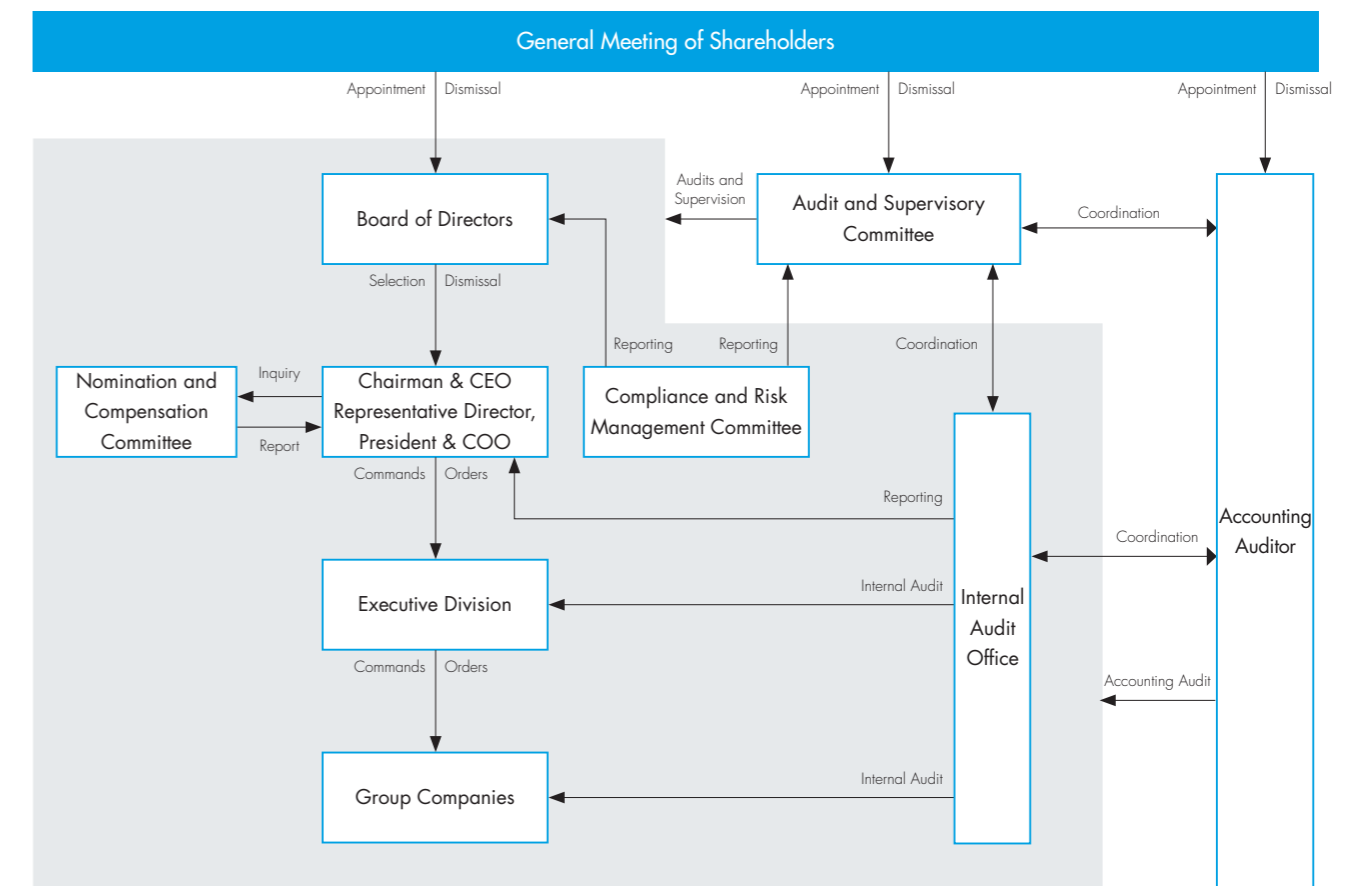 General Meeting of Shareholders
Appointment Dismissal
Appointment Dismissal
Appointment Dismissal
Board of Directors
Audits and
Supervision
Audit and Supervisory
Committee
Coordination
Selection Dismissal
Reporting
Reporting
Coordination
Nomination and
Compensation
Committee
Inquiry
Report
Chairman & CEO
Representative Director,
President & COO
Compliance and Risk
Management Committee
Commands Orders
Reporting
Accounting
Auditor
Coordination
Executive Division
Internal Audit
Internal
Audit
Office
Commands Orders
Accounting Audit
Group Companies
Internal Audit